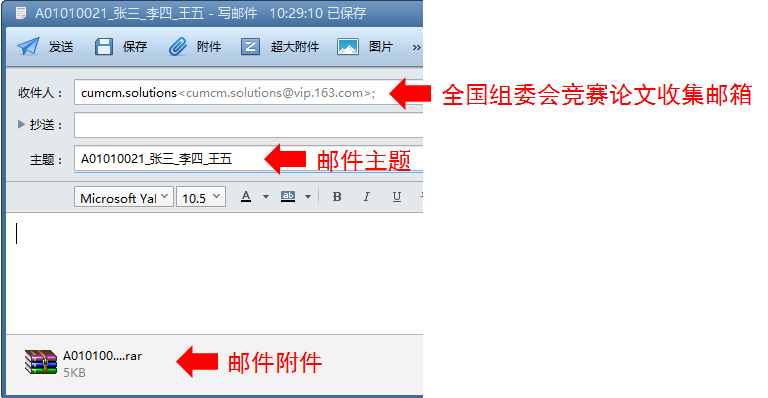 A01010021_张三_李四_王五 - 写邮件 10:29:10 已保存
发送 保存 附件 超大附件 图片 »
收件人： cumcm.solutions<cumcm.solutions@vip.163.com>; 全国组委会竞赛论文收集邮箱
抄送：
主题： A01010021_张三_李四_王五 邮件主题
Microsoft Yal 10.5 A ab B I U
A010100....rar
5KB
邮件附件